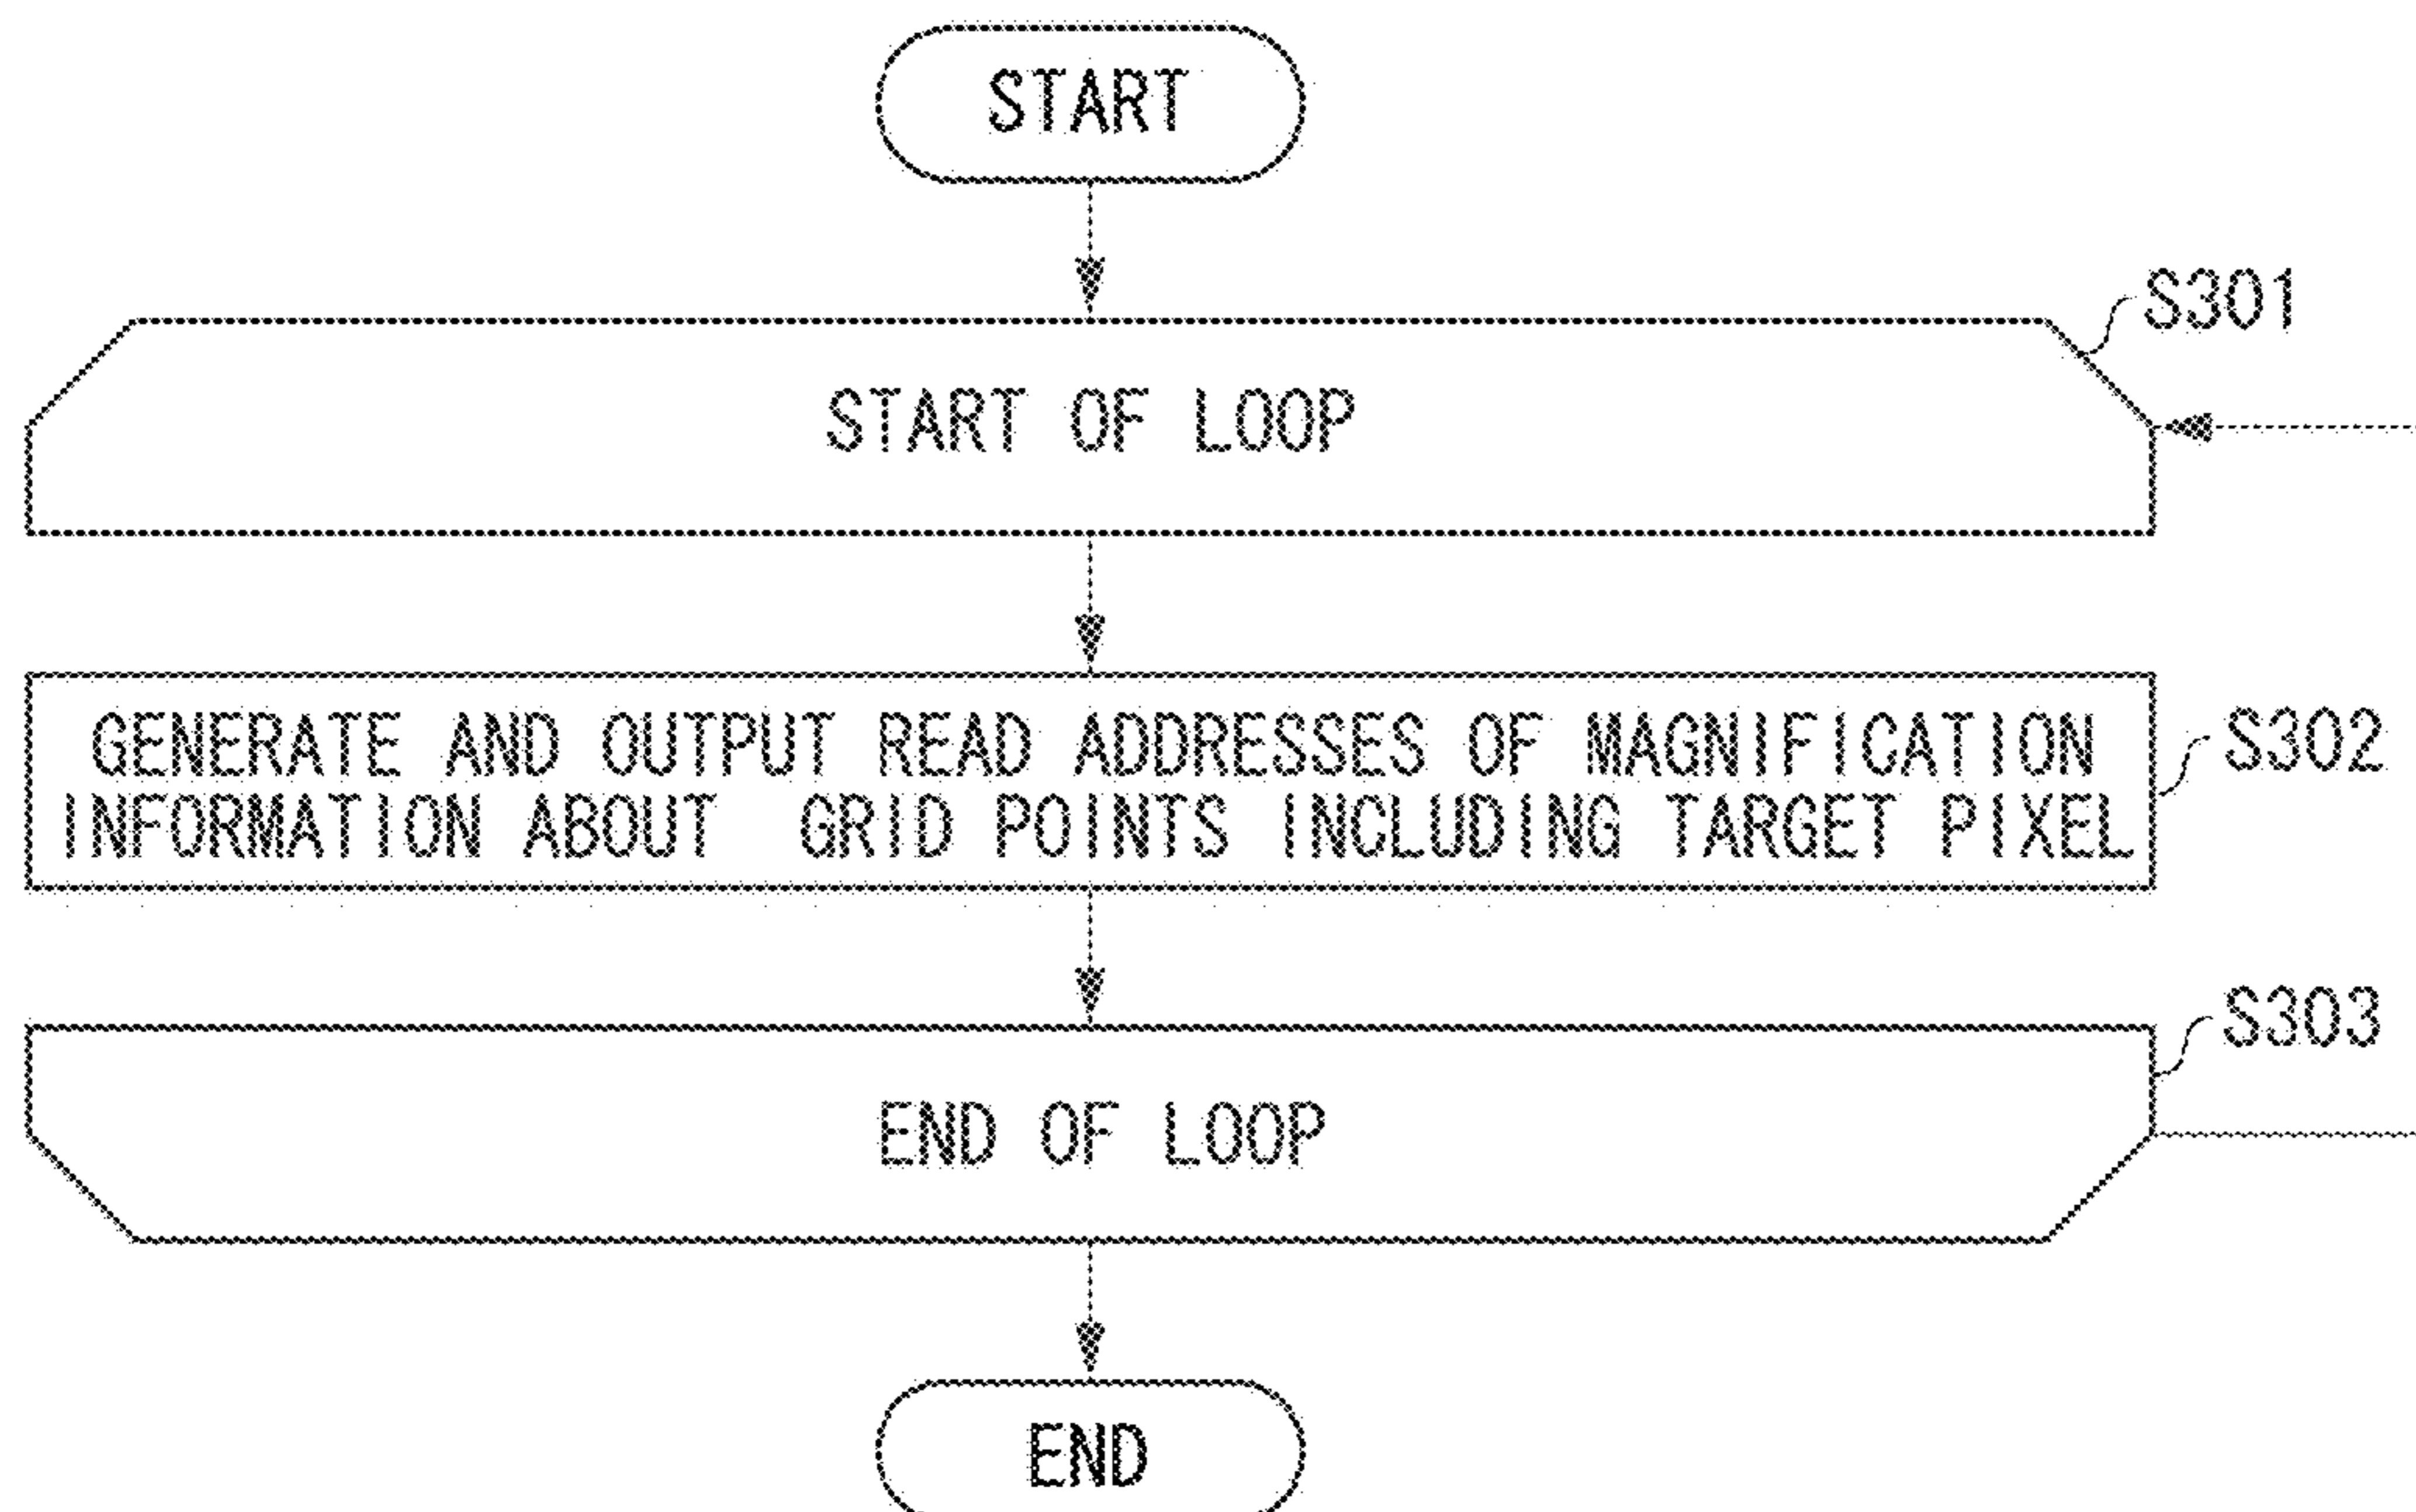 START
S301
START OF LOOP
GENERATE AND OUTPUT READ ADDRESSES OF MAGNIFICATION
INFORMATION ABOUT GRID POINTS INCLUDING TARGET PIXEL
S302
S303
END OF LOOP
END